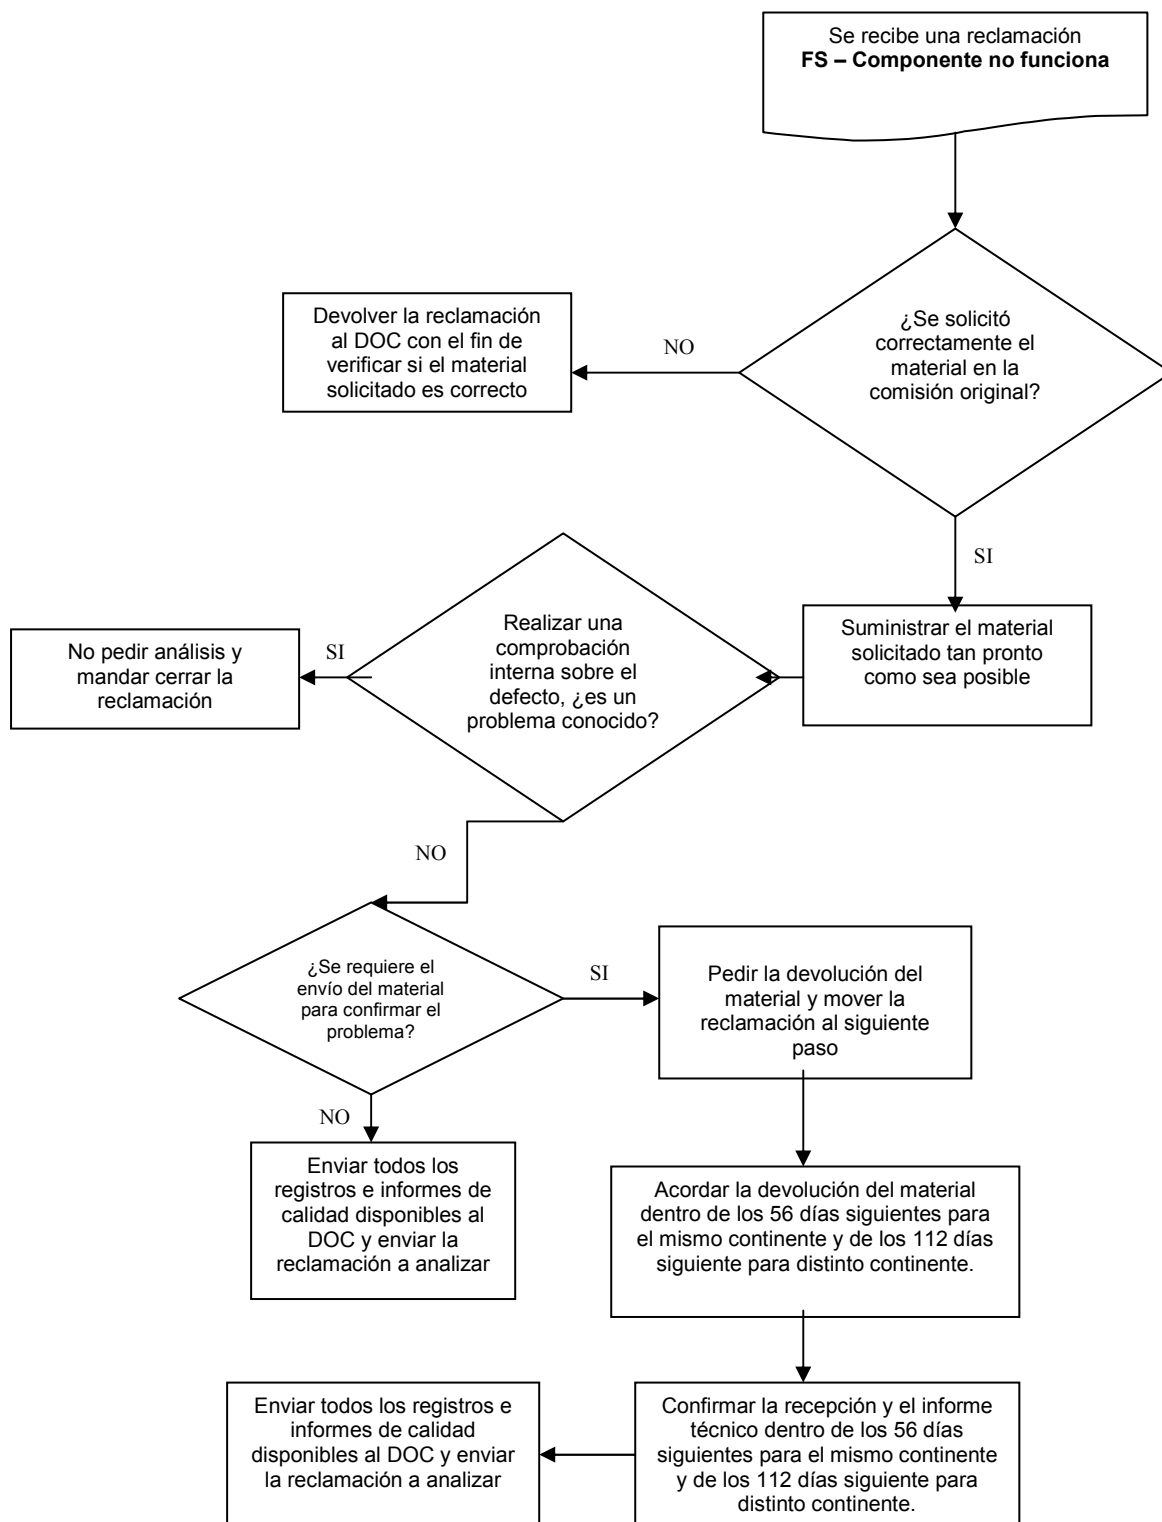 Se recibe una reclamación
FS – Componente no funciona
¿Se solicitó
correctamente el
material en la
comisión original?
NO
Devolver la reclamación
al DOC con el fin de
verificar si el material
solicitado es correcto
SI
Suministrar el material
solicitado tan pronto
como sea posible
Realizar una
comprobación
interna sobre el
defecto, ¿es un
problema conocido?
SI
No pedir análisis y
mandar cerrar la
reclamación
NO
¿Se requiere el
envío del material
para confirmar el
problema?
SI
Pedir la devolución del
material y mover la
reclamación al siguiente
paso
NO
Enviar todos los
registros e informes de
calidad disponibles al
DOC y enviar la
reclamación a analizar
Acordar la devolución del material
dentro de los 56 días siguientes para
el mismo continente y de los 112 días
siguiente para distinto continente.
Confirmar la recepción y el informe
técnico dentro de los 56 días
siguientes para el mismo continente
y de los 112 días siguiente para
distinto continente.
Enviar todos los registros e
informes de calidad
disponibles al DOC y enviar
la reclamación a analizar